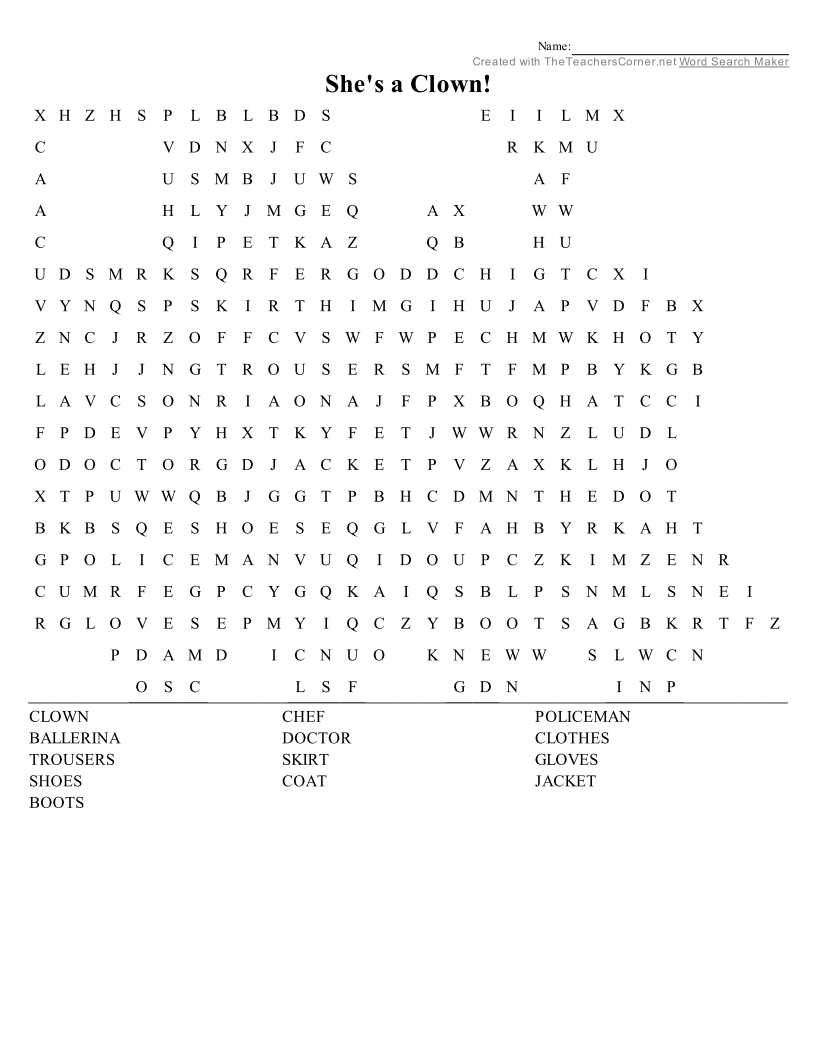 Name:
Created with TheTeachersCorner.net Word Search Maker
She's a Clown!
X H Z H S P L B L B D S E I I L M X
C V D N X J F C R K M U
A U S M B J U W S A F
A H L Y J M G E Q A X W W
C Q I P E T K A Z Q B H U
U D S M R K S Q R F E R G O D D C H I G T C X I
V Y N Q S P S K I R T H I M G I H U J A P V D F B X
Z N C J R Z O F F C V S W F W P E C H M W K H O T Y
L E H J J N G T R O U S E R S M F T F M P B Y K G B
L A V C S O N R I A O N A J F P X B O Q H A T C C I
F P D E V P Y H X T K Y F E T J W W R N Z L U D L
O D O C T O R G D J A C K E T P V Z A X K L H J O
X T P U W W Q B J G G T P B H C D M N T H E D O T
B K B S Q E S H O E S E Q G L V F A H B Y R K A H T
G P O L I C E M A N V U Q I D O U P C Z K I M Z E N R
C U M R F E G P C Y G Q K A I Q S B L P S N M L S N E I
R G L O V E S E P M Y I Q C Z Y B O O T S A G B K R T F Z
P D A M D I C N U O K N E W W S L W C N
O S C L S F G D N I N P
CLOWN CHEF POLICEMAN
BALLERINA DOCTOR CLOTHES
TROUSERS SKIRT GLOVES
SHOES COAT JACKET
BOOTS